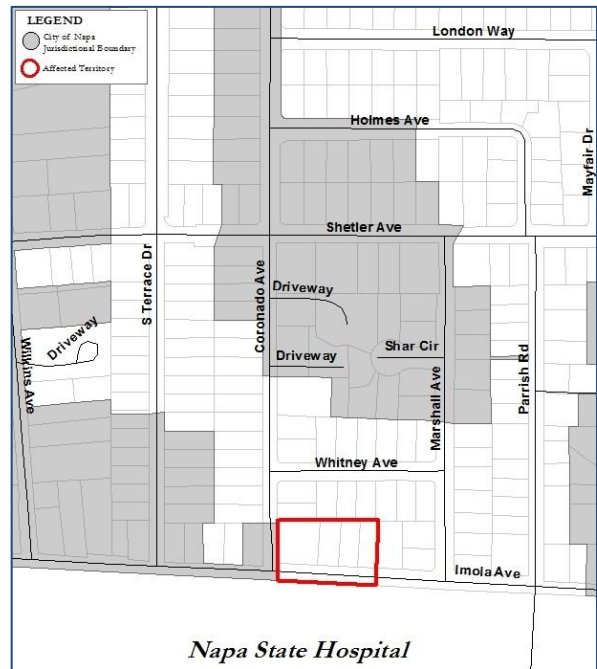 LEGEND
City of Napa
Jurisdictional Boundary
Affected Territory
London Way
Holmes Ave
Mayfair Dr
Shetler Ave
S Terrace Dr
Coronado Ave
Driveway
Driveway
Wilkins Ave
Driveway
Shar Cir
Marshall Ave
Parrish Rd
Whitney Ave
Imola Ave
Napa State Hospital